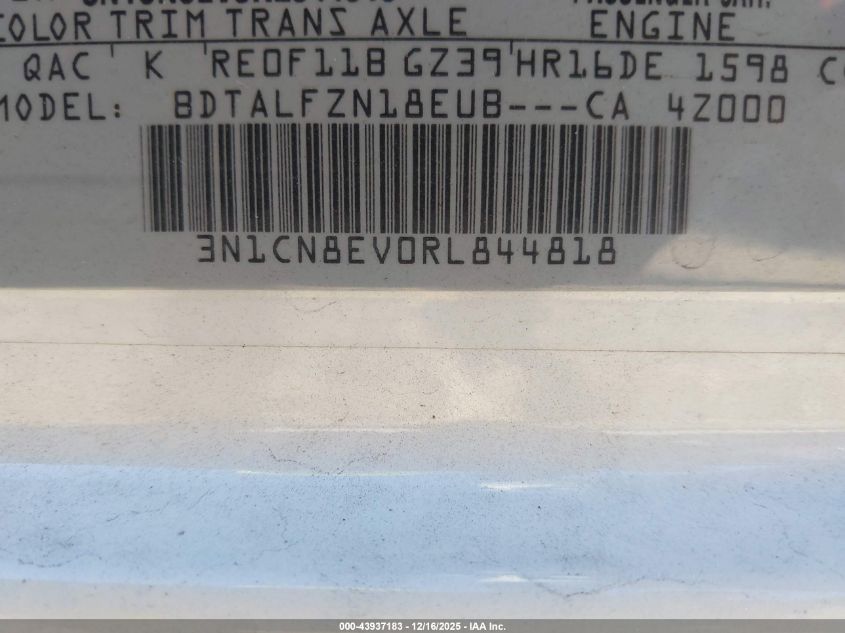 COLOR TRIM TRANS AXLE ENGINE
QAC K RE0F11B GZ39 HR16DE 1598
MODEL: BDTALFZN18EUB---CA 4Z000
3N1CN8EV0RL844818
000-43937183 - 12/16/2025 - IAA Inc.